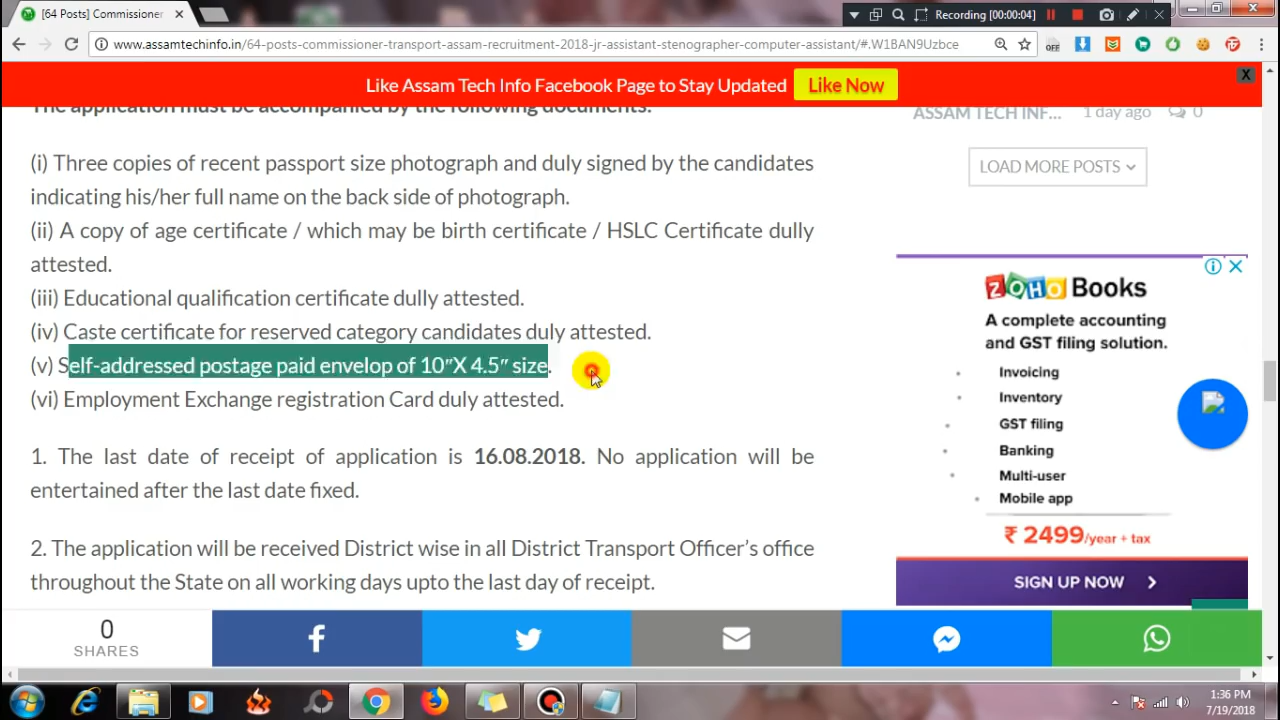 [64 Posts] Commissioner
Recording [00:00:04]
www.assamtechinfo.in/64-posts-commissioner-transport-assam-recruitment-2018-jr-assistant-stenographer-computer-assistant/#.W1BAN9Uzbce
OFF
Like Assam Tech Info Facebook Page to Stay Updated
Like Now
X
The application must be accompanied by the following documents:
(i) Three copies of recent passport size photograph and duly signed by the candidates
indicating his/her full name on the back side of photograph.
(ii) A copy of age certificate / which may be birth certificate / HSLC Certificate dully
attested.
(iii) Educational qualification certificate dully attested.
(iv) Caste certificate for reserved category candidates duly attested.
(v) Self-addressed postage paid envelop of 10″X 4.5″ size.
(vi) Employment Exchange registration Card duly attested.
1. The last date of receipt of application is 16.08.2018. No application will be
entertained after the last date fixed.
2. The application will be received District wise in all District Transport Officer’s office
throughout the State on all working days upto the last day of receipt.
ASSAM TECH INF... 1 day ago 0
LOAD MORE POSTS
ZOHO Books
A complete accounting
and GST filing solution.
Invoicing
Inventory
GST filing
Banking
Multi-user
Mobile app
₹ 2499/year + tax
SIGN UP NOW
0
SHARES
1:36 PM
7/19/2018